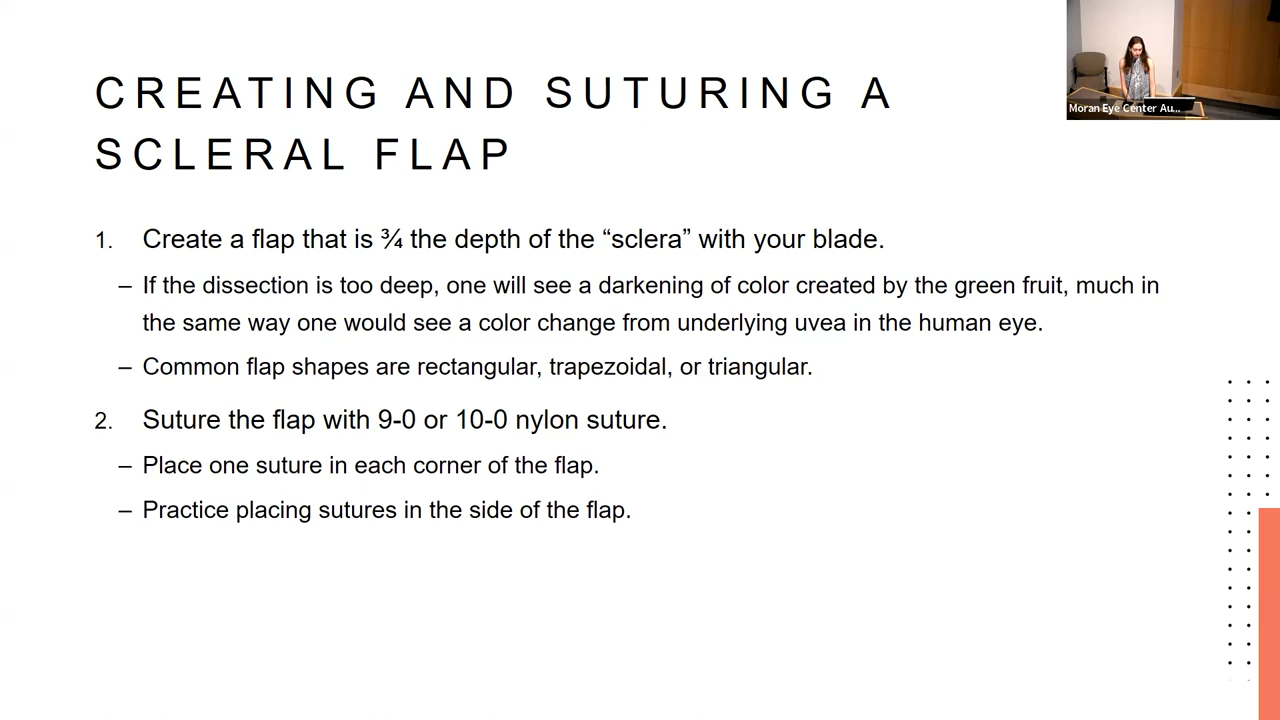 CREATING AND SUTURING A
SCLERAL FLAP
Moran Eye Center Au...
1. Create a flap that is ¾ the depth of the “sclera” with your blade.
– If the dissection is too deep, one will see a darkening of color created by the green fruit, much in
the same way one would see a color change from underlying uvea in the human eye.
– Common flap shapes are rectangular, trapezoidal, or triangular.
2. Suture the flap with 9-0 or 10-0 nylon suture.
– Place one suture in each corner of the flap.
– Practice placing sutures in the side of the flap.